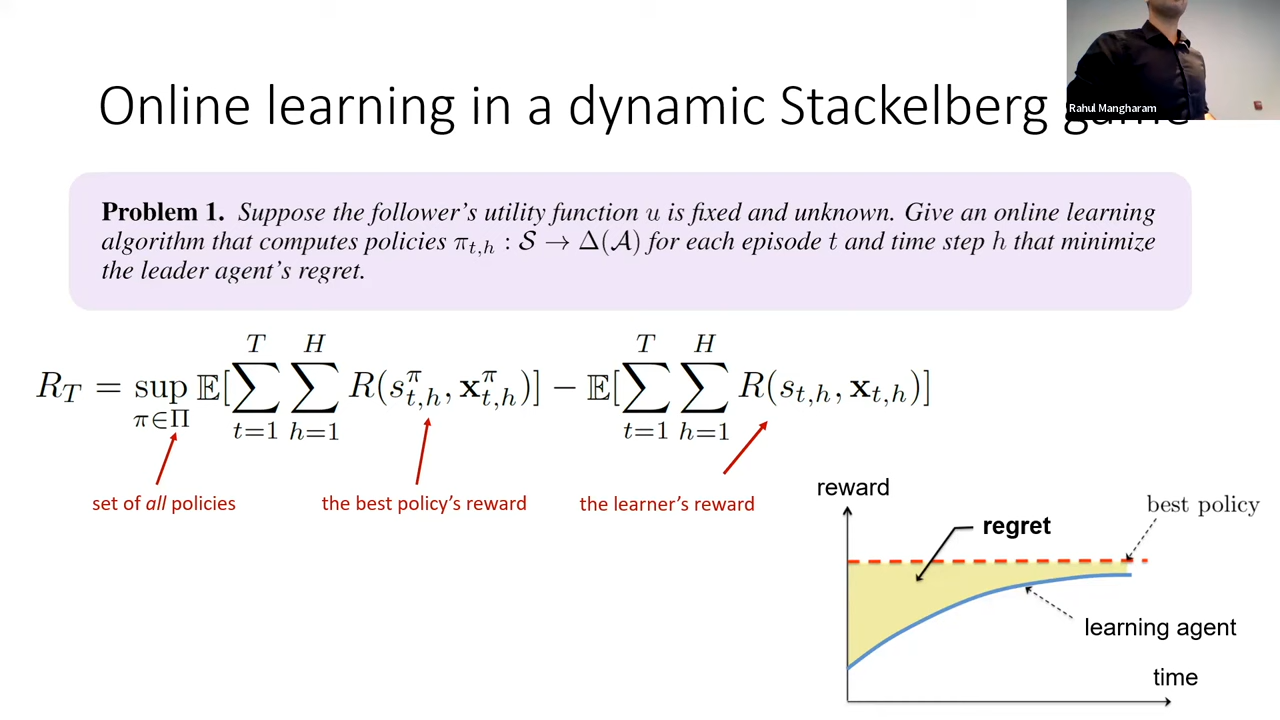 Online learning in a dynamic Stackelberg game
Rahul Mangharam
Problem 1. Suppose the follower's utility function u is fixed and unknown. Give an online learning
algorithm that computes policies π_{t,h} : 𝒮 → Δ(𝒜) for each episode t and time step h that minimize
the leader agent's regret.
R_T = sup_{π∈Π} 𝔼[∑_{t=1}^{T} ∑_{h=1}^{H} R(s^π_{t,h}, 𝐱^π_{t,h})] − 𝔼[∑_{t=1}^{T} ∑_{h=1}^{H} R(s_{t,h}, 𝐱_{t,h})]
set of all policies
the best policy's reward
the learner's reward
reward
best policy
regret
learning agent
time